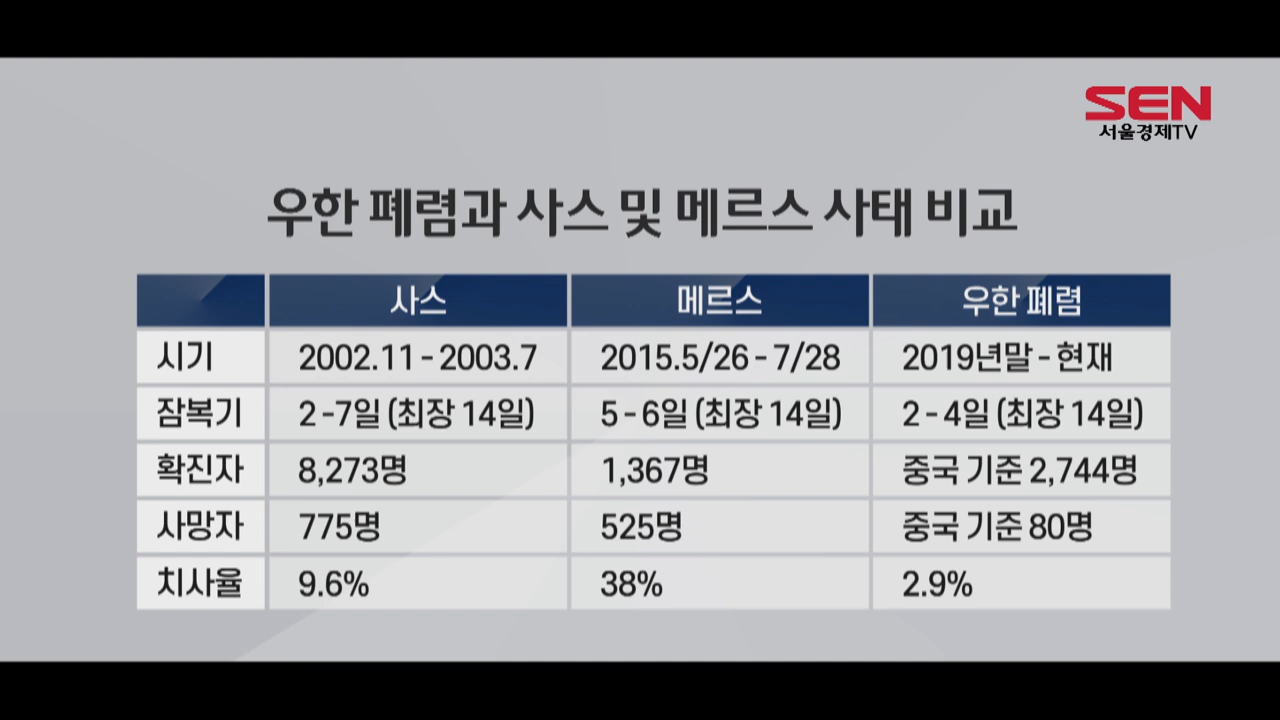 SEN
서울경제TV
우한 폐렴과 사스 및 메르스 사태 비교
사스 메르스 우한 폐렴
시기 2002.11 - 2003.7 2015.5/26 - 7/28 2019년말 - 현재
잠복기 2 -7일 (최장 14일) 5 - 6일 (최장 14일) 2 - 4일 (최장 14일)
확진자 8,273명 1,367명 중국 기준 2,744명
사망자 775명 525명 중국 기준 80명
치사율 9.6% 38% 2.9%